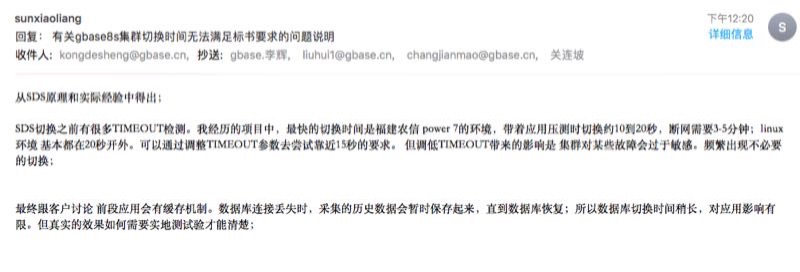 sunxiaoliang
下午12:20
回复： 有关gbase8s集群切换时间无法满足标书要求的问题说明
详细信息
S
收件人: kongdesheng@gbase.cn, 抄送: gbase.李辉, liuhui1@gbase.cn, changjianmao@gbase.cn, 关连坡
从SDS原理和实际经验中得出;
SDS切换之前有很多TIMEOUT检测。我经历的项目中，最快的切换时间是福建农信 power 7的环境，带着应用压测时切换约10到20秒，断网需要3-5分钟；linux
环境 基本都在20秒开外。可以通过调整TIMEOUT参数去尝试靠近15秒的要求。 但调低TIMEOUT带来的影响是 集群对某些故障会过于敏感。频繁出现不必要
的切换；
最终跟客户讨论 前段应用会有缓存机制。数据库连接丢失时，采集的历史数据会暂时保存起来，直到数据库恢复；所以数据库切换时间稍长，对应用影响有
限。但真实的效果如何需要实地测试验才能清楚；